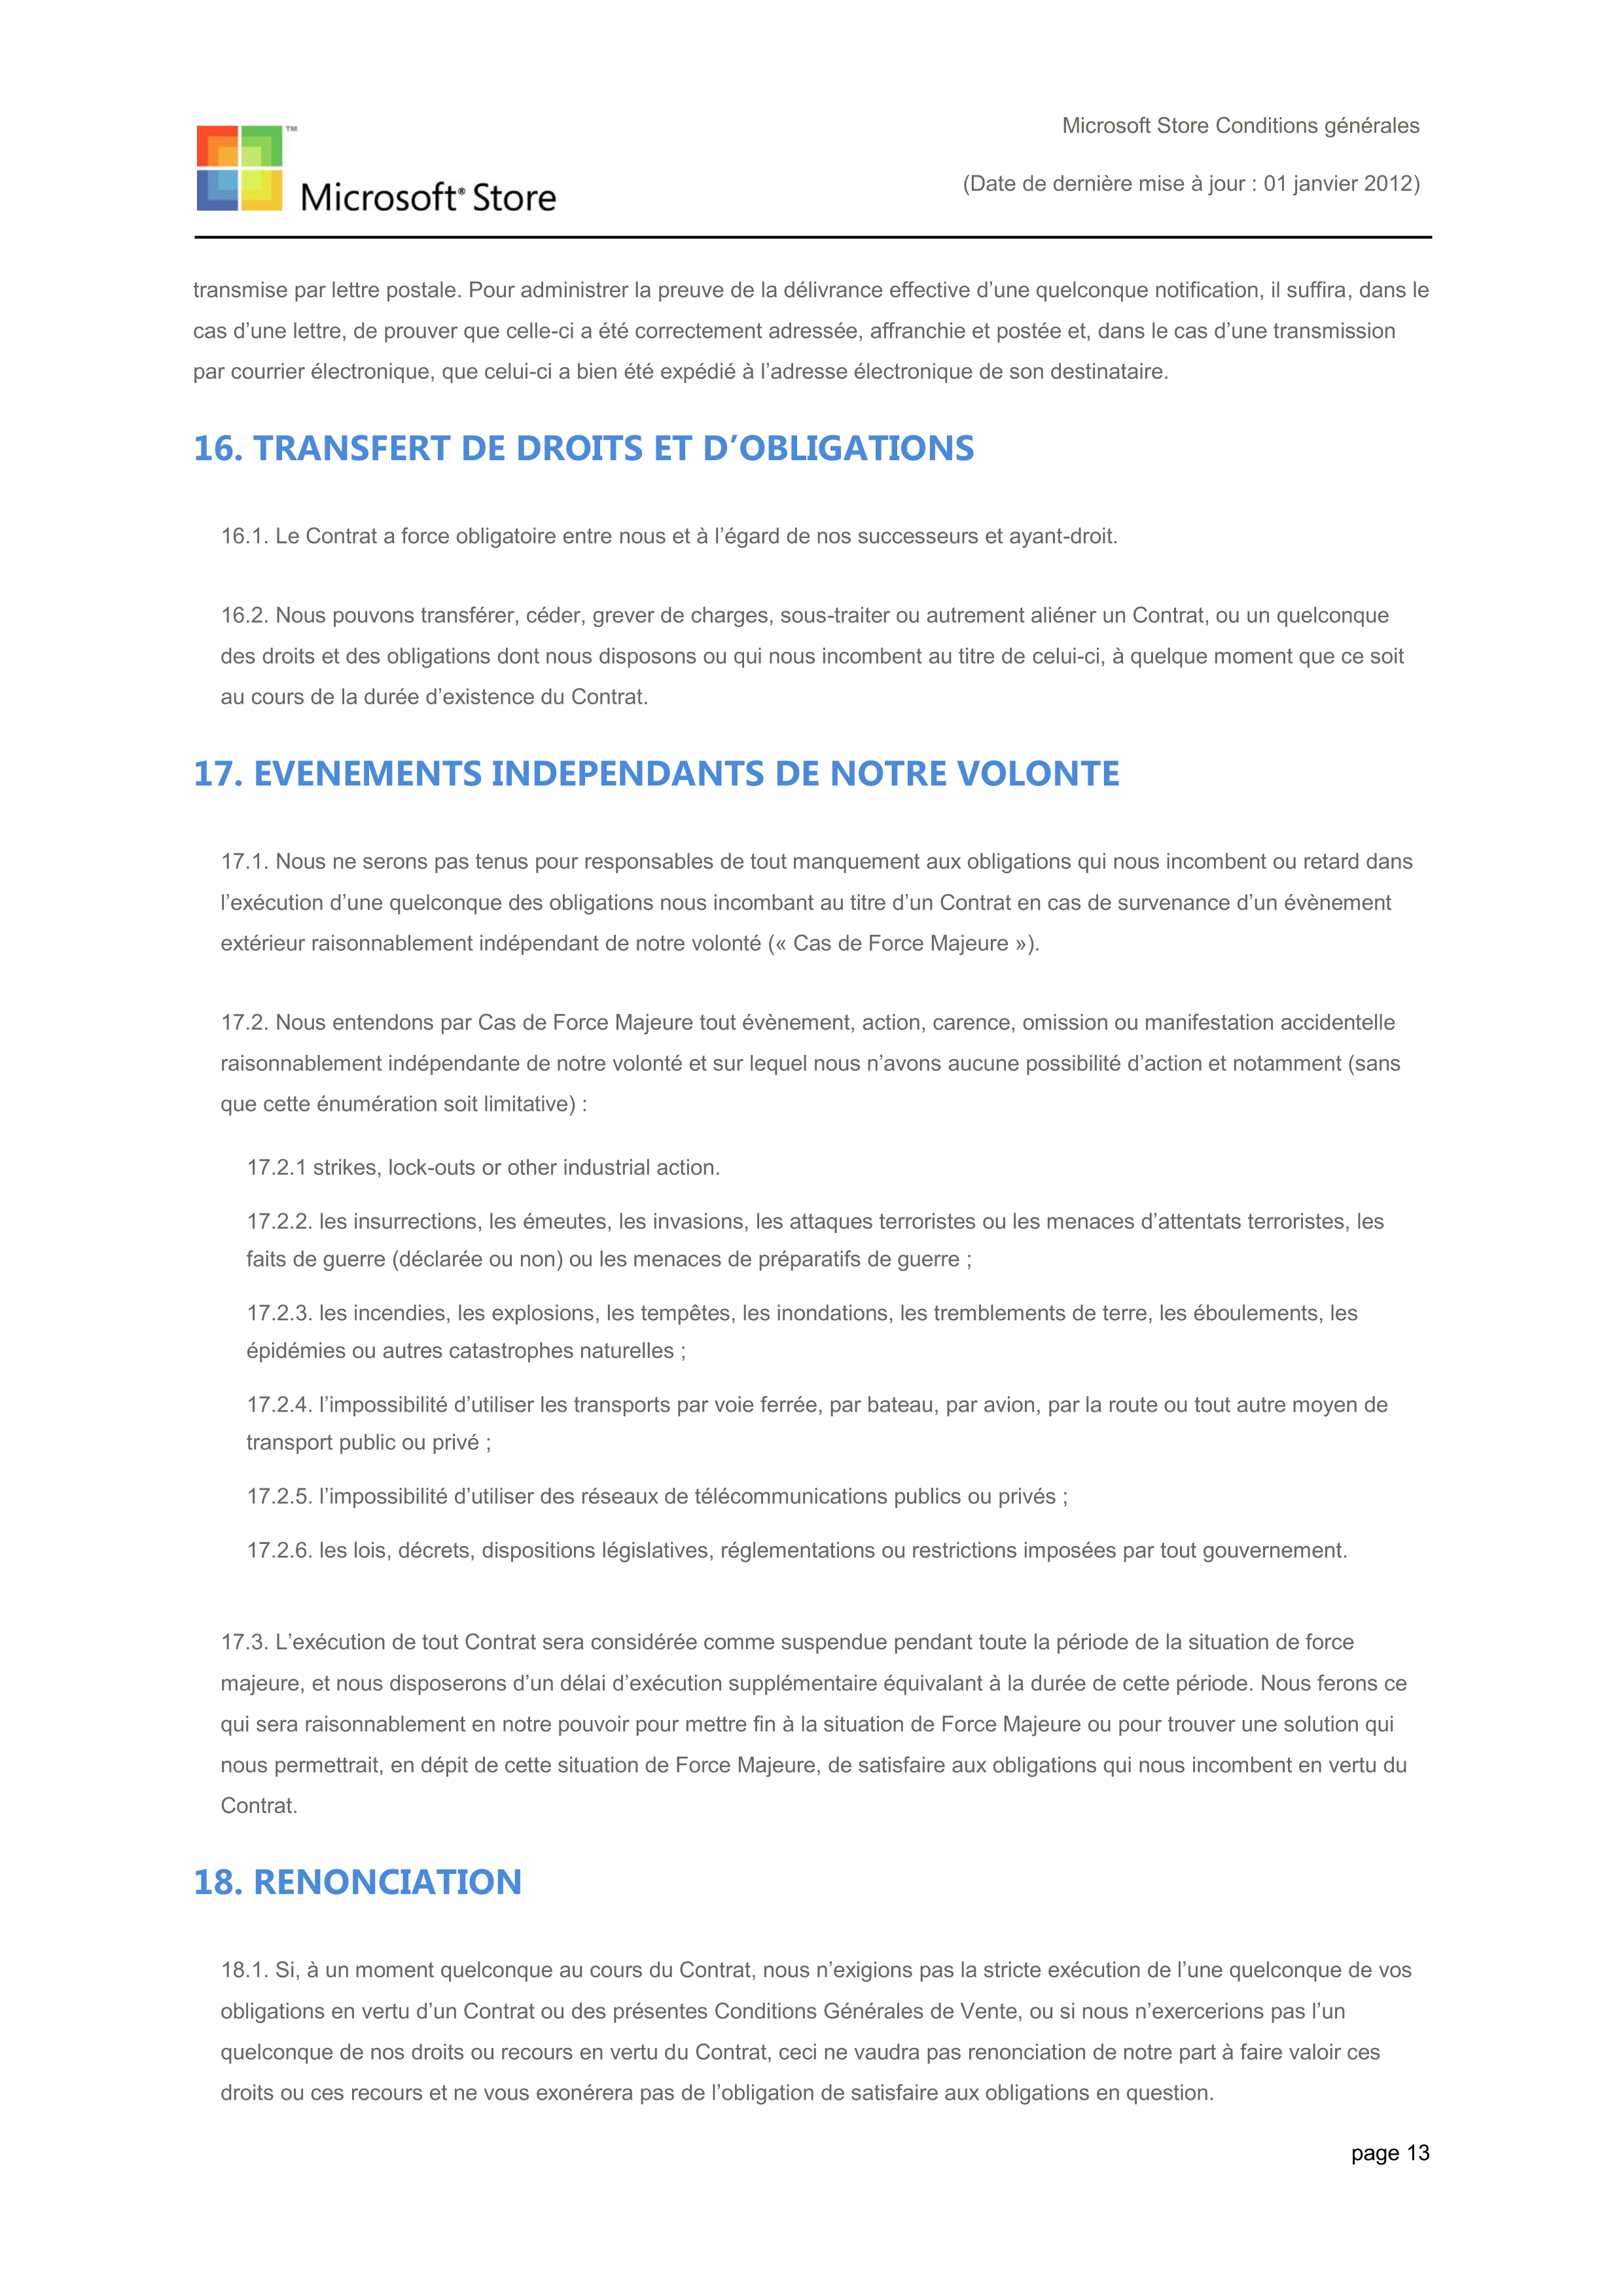 Microsoft Store Conditions générales
(Date de dernière mise à jour : 01 janvier 2012)
™
Microsoft® Store
transmise par lettre postale. Pour administrer la preuve de la délivrance effective d’une quelconque notification, il suffira, dans le
cas d’une lettre, de prouver que celle-ci a été correctement adressée, affranchie et postée et, dans le cas d’une transmission
par courrier électronique, que celui-ci a bien été expédié à l’adresse électronique de son destinataire.
16. TRANSFERT DE DROITS ET D’OBLIGATIONS
16.1. Le Contrat a force obligatoire entre nous et à l’égard de nos successeurs et ayant-droit.
16.2. Nous pouvons transférer, céder, grever de charges, sous-traiter ou autrement aliéner un Contrat, ou un quelconque
des droits et des obligations dont nous disposons ou qui nous incombent au titre de celui-ci, à quelque moment que ce soit
au cours de la durée d’existence du Contrat.
17. EVENEMENTS INDEPENDANTS DE NOTRE VOLONTE
17.1. Nous ne serons pas tenus pour responsables de tout manquement aux obligations qui nous incombent ou retard dans
l’exécution d’une quelconque des obligations nous incombant au titre d’un Contrat en cas de survenance d’un évènement
extérieur raisonnablement indépendant de notre volonté (« Cas de Force Majeure »).
17.2. Nous entendons par Cas de Force Majeure tout évènement, action, carence, omission ou manifestation accidentelle
raisonnablement indépendante de notre volonté et sur lequel nous n’avons aucune possibilité d’action et notamment (sans
que cette énumération soit limitative) :
17.2.1 strikes, lock-outs or other industrial action.
17.2.2. les insurrections, les émeutes, les invasions, les attaques terroristes ou les menaces d’attentats terroristes, les
faits de guerre (déclarée ou non) ou les menaces de préparatifs de guerre ;
17.2.3. les incendies, les explosions, les tempêtes, les inondations, les tremblements de terre, les éboulements, les
épidémies ou autres catastrophes naturelles ;
17.2.4. l’impossibilité d’utiliser les transports par voie ferrée, par bateau, par avion, par la route ou tout autre moyen de
transport public ou privé ;
17.2.5. l’impossibilité d’utiliser des réseaux de télécommunications publics ou privés ;
17.2.6. les lois, décrets, dispositions législatives, réglementations ou restrictions imposées par tout gouvernement.
17.3. L’exécution de tout Contrat sera considérée comme suspendue pendant toute la période de la situation de force
majeure, et nous disposerons d’un délai d’exécution supplémentaire équivalant à la durée de cette période. Nous ferons ce
qui sera raisonnablement en notre pouvoir pour mettre fin à la situation de Force Majeure ou pour trouver une solution qui
nous permettrait, en dépit de cette situation de Force Majeure, de satisfaire aux obligations qui nous incombent en vertu du
Contrat.
18. RENONCIATION
18.1. Si, à un moment quelconque au cours du Contrat, nous n’exigions pas la stricte exécution de l’une quelconque de vos
obligations en vertu d’un Contrat ou des présentes Conditions Générales de Vente, ou si nous n’exercerions pas l’un
quelconque de nos droits ou recours en vertu du Contrat, ceci ne vaudra pas renonciation de notre part à faire valoir ces
droits ou ces recours et ne vous exonérera pas de l’obligation de satisfaire aux obligations en question.
page 13